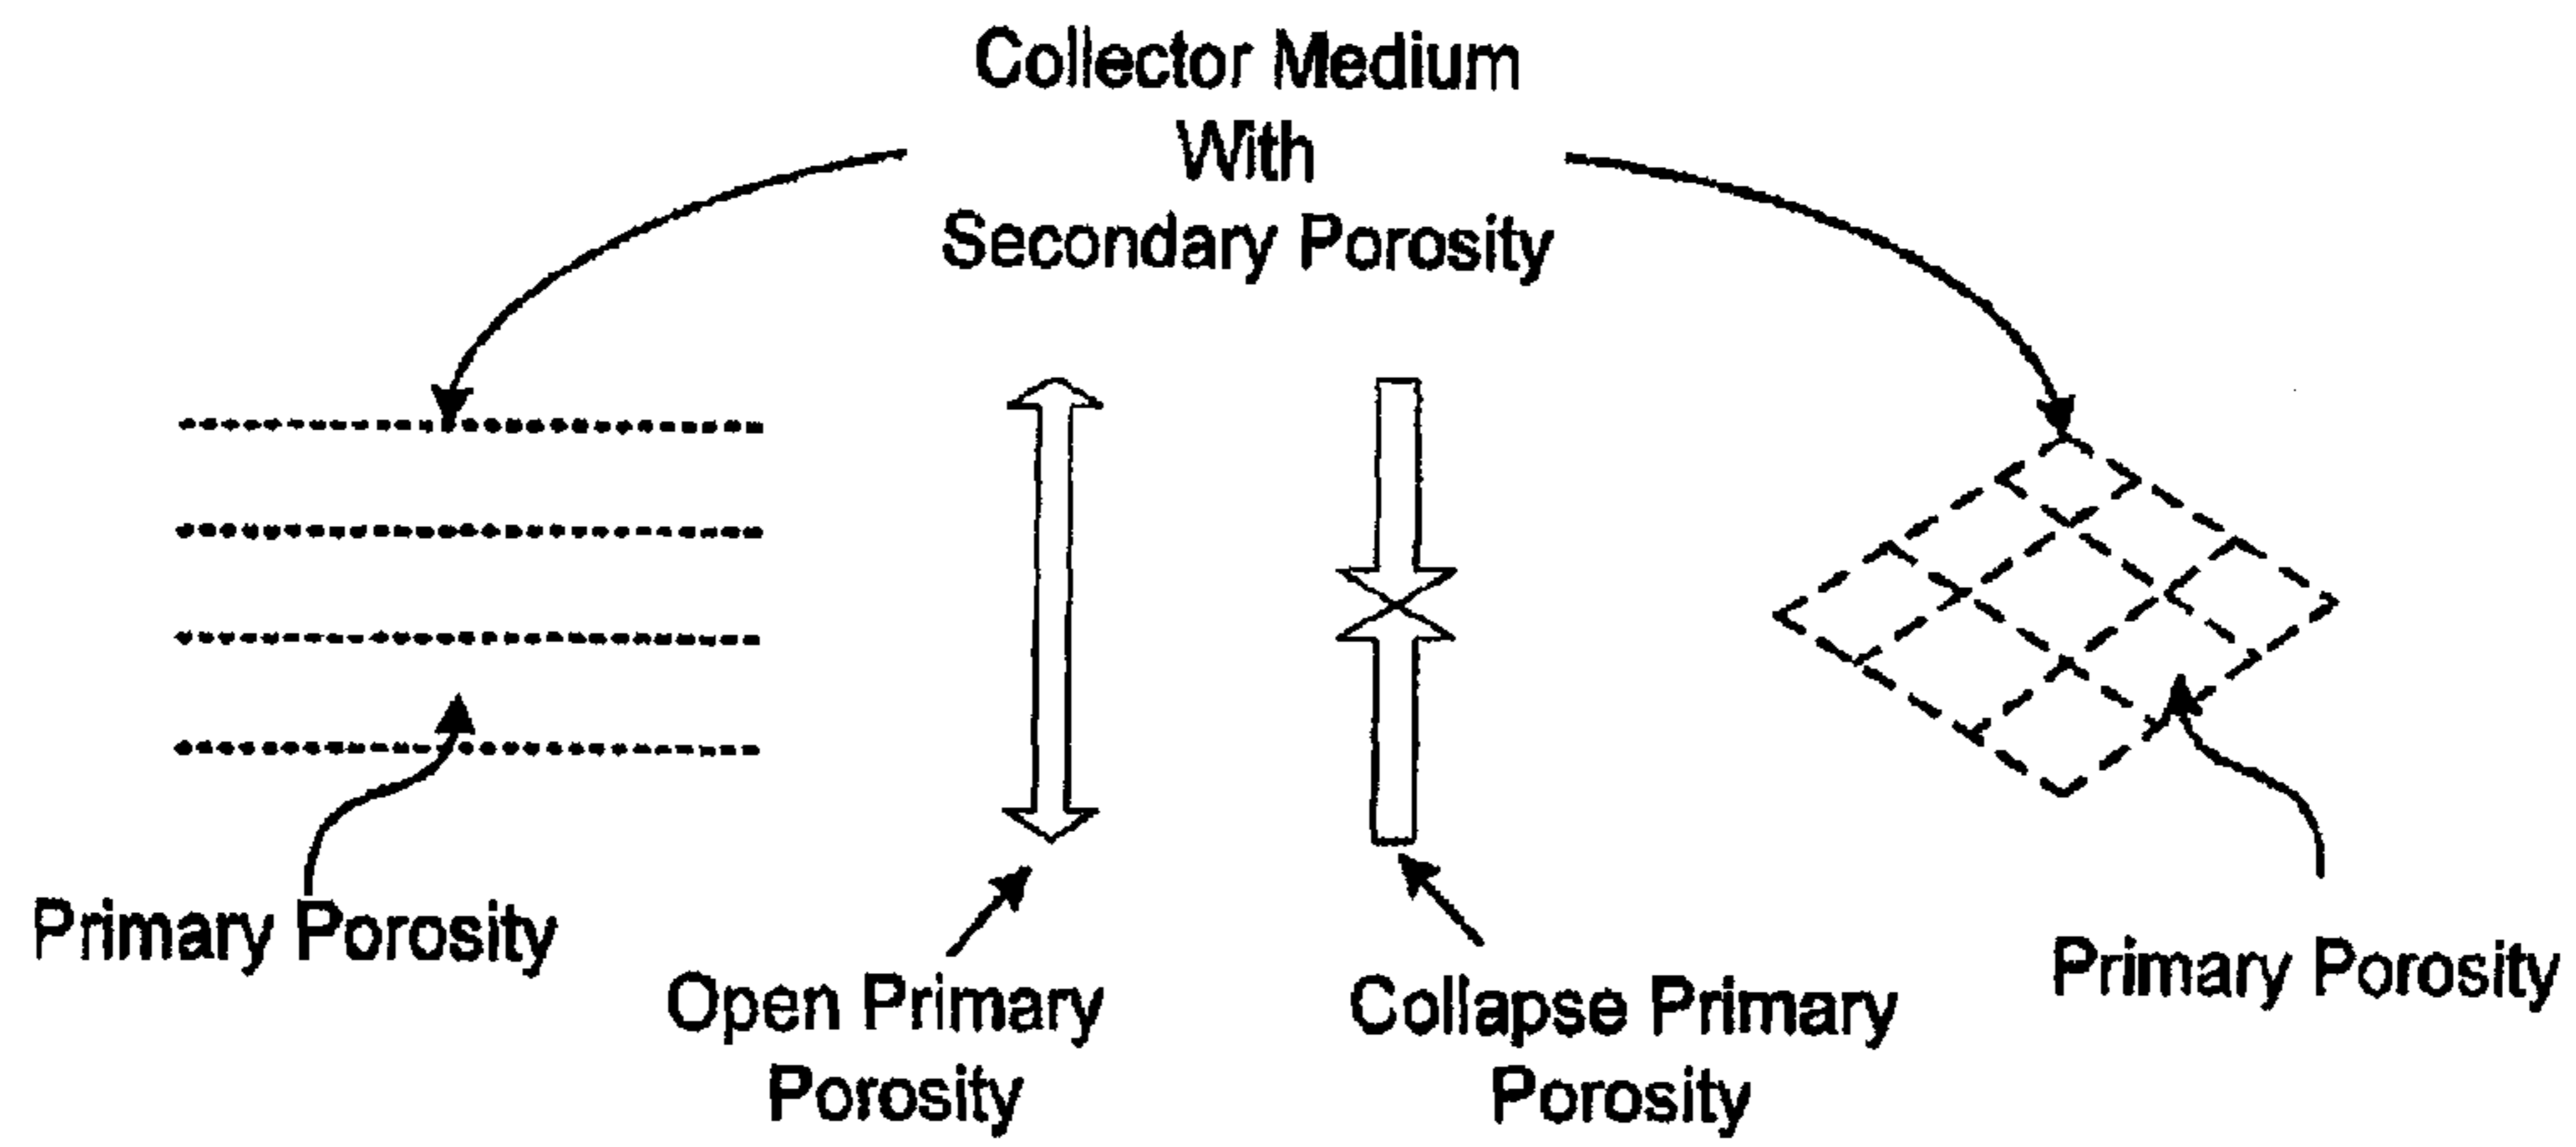 Collector Medium
With
Secondary Porosity
Primary Porosity
Open Primary
Porosity
Collapse Primary
Porosity
Primary Porosity